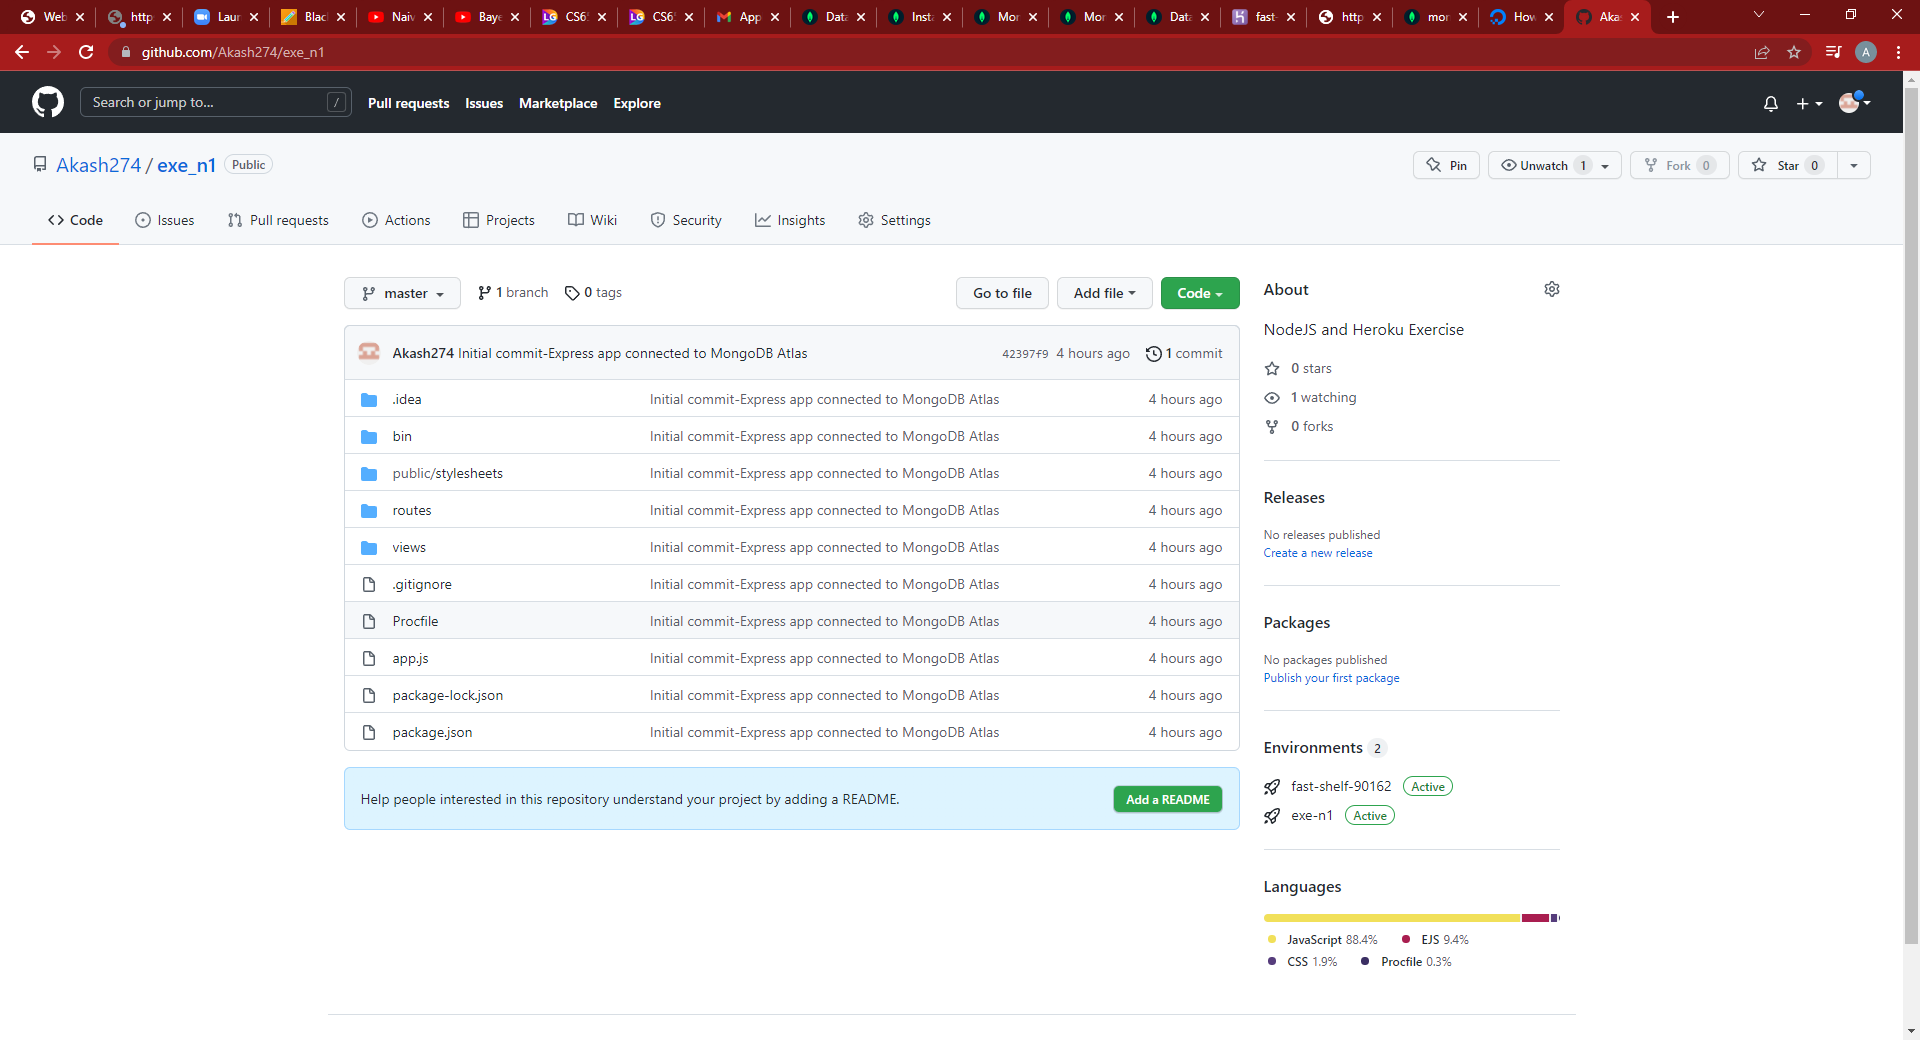 Web
http
Laun
Blac
Naiv
Baye
CS65
CS65
App
Data
Insta
Mon
Mon
Data
fast-
http
mon
How
Akas
github.com/Akash274/exe_n1
A
Search or jump to...
/
Pull requests
Issues
Marketplace
Explore
Akash274 / exe_n1
Public
Pin
Unwatch 1
Fork 0
Star 0
Code
Issues
Pull requests
Actions
Projects
Wiki
Security
Insights
Settings
master
1 branch
0 tags
Go to file
Add file
Code
Akash274 Initial commit-Express app connected to MongoDB Atlas
42397f9 4 hours ago
1 commit
.idea Initial commit-Express app connected to MongoDB Atlas 4 hours ago
bin Initial commit-Express app connected to MongoDB Atlas 4 hours ago
public/stylesheets Initial commit-Express app connected to MongoDB Atlas 4 hours ago
routes Initial commit-Express app connected to MongoDB Atlas 4 hours ago
views Initial commit-Express app connected to MongoDB Atlas 4 hours ago
.gitignore Initial commit-Express app connected to MongoDB Atlas 4 hours ago
Procfile Initial commit-Express app connected to MongoDB Atlas 4 hours ago
app.js Initial commit-Express app connected to MongoDB Atlas 4 hours ago
package-lock.json Initial commit-Express app connected to MongoDB Atlas 4 hours ago
package.json Initial commit-Express app connected to MongoDB Atlas 4 hours ago
Help people interested in this repository understand your project by adding a README.
Add a README
About
NodeJS and Heroku Exercise
0 stars
1 watching
0 forks
Releases
No releases published
Create a new release
Packages
No packages published
Publish your first package
Environments 2
fast-shelf-90162 Active
exe-n1 Active
Languages
JavaScript 88.4%
EJS 9.4%
CSS 1.9%
Procfile 0.3%